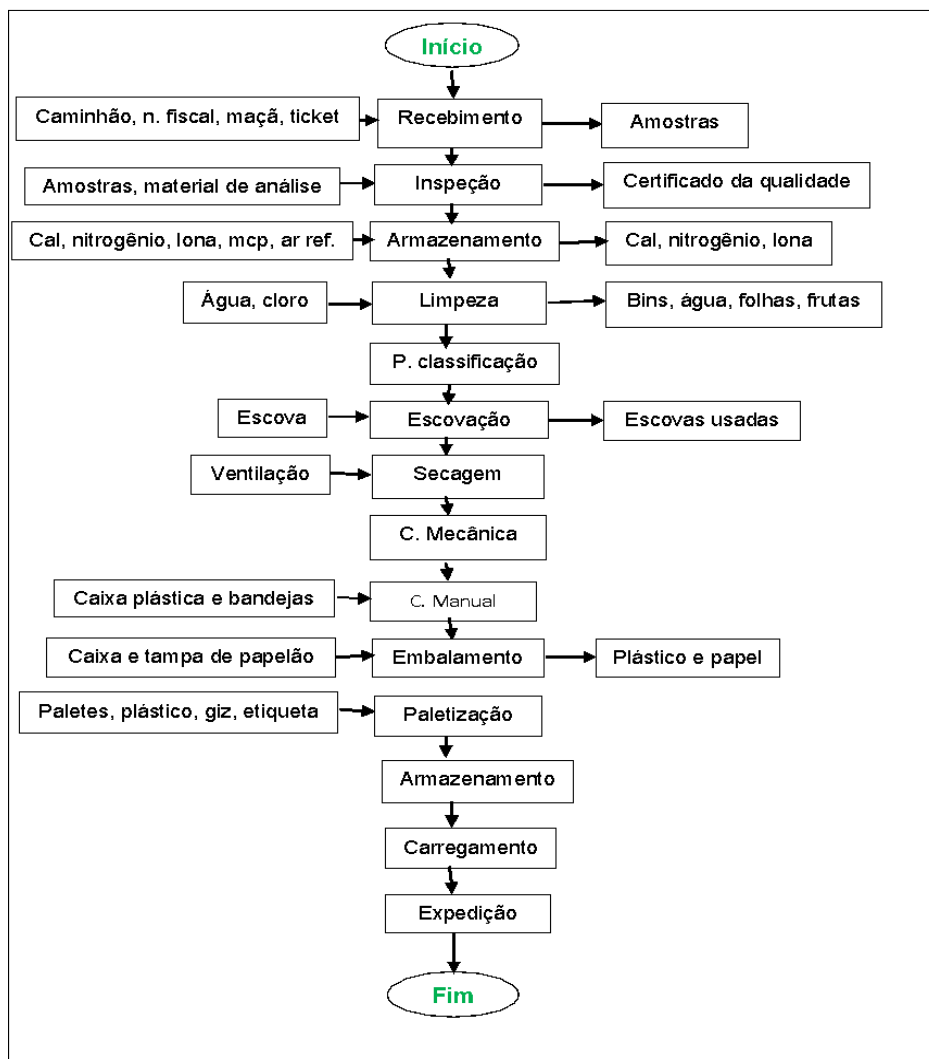 Início
Caminhão, n. fiscal, maçã, ticket
Recebimento
Amostras
Amostras, material de análise
Inspeção
Certificado da qualidade
Cal, nitrogênio, lona, mcp, ar ref.
Armazenamento
Cal, nitrogênio, lona
Água, cloro
Limpeza
Bins, água, folhas, frutas
P. classificação
Escova
Escovação
Escovas usadas
Ventilação
Secagem
C. Mecânica
Caixa plástica e bandejas
C. Manual
Caixa e tampa de papelão
Embalamento
Plástico e papel
Paletes, plástico, giz, etiqueta
Paletização
Armazenamento
Carregamento
Expedição
Fim